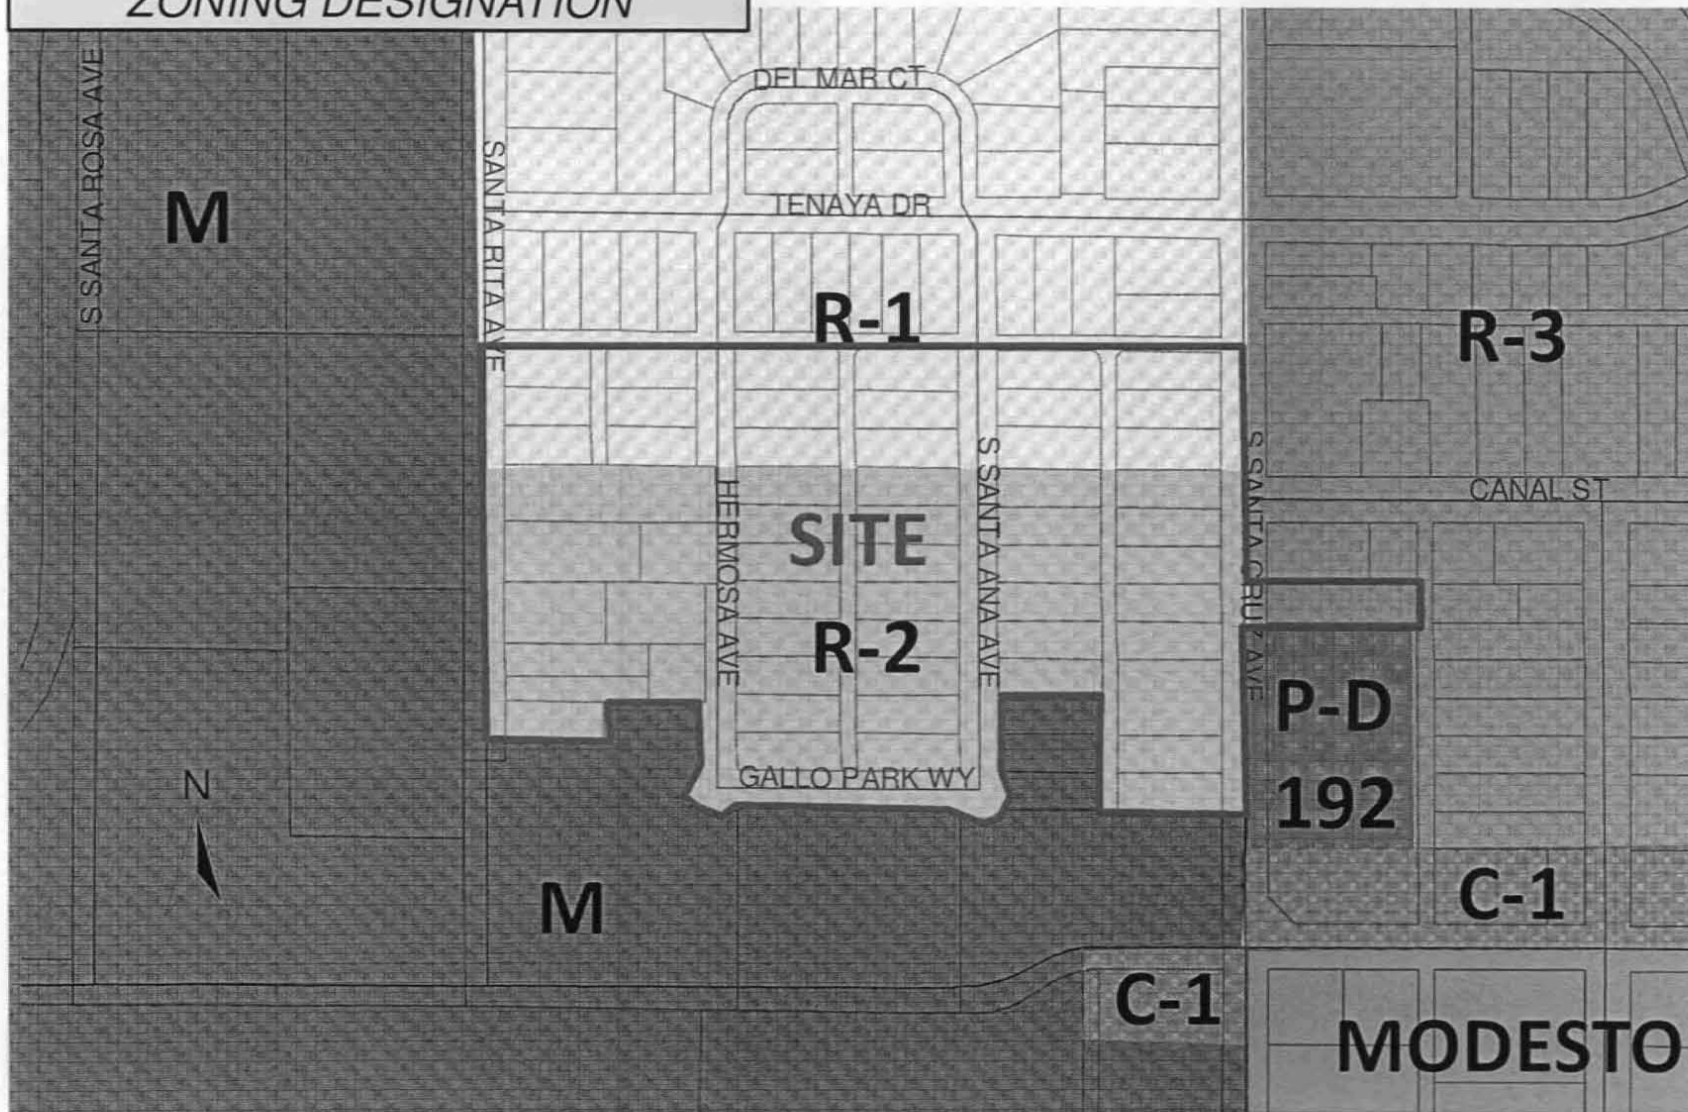 ZONING DESIGNATION
S SANTA ROSA AVE
M
SANTA RITA AVE
DEL MAR CT
TENAYA DR
R-1
R-3
HERMOSA AVE
SITE
S SANTA ANA AVE
S SANTA CRUZ AVE
CANAL ST
R-2
P-D
192
GALLO PARK WY
N
M
C-1
C-1
MODESTO